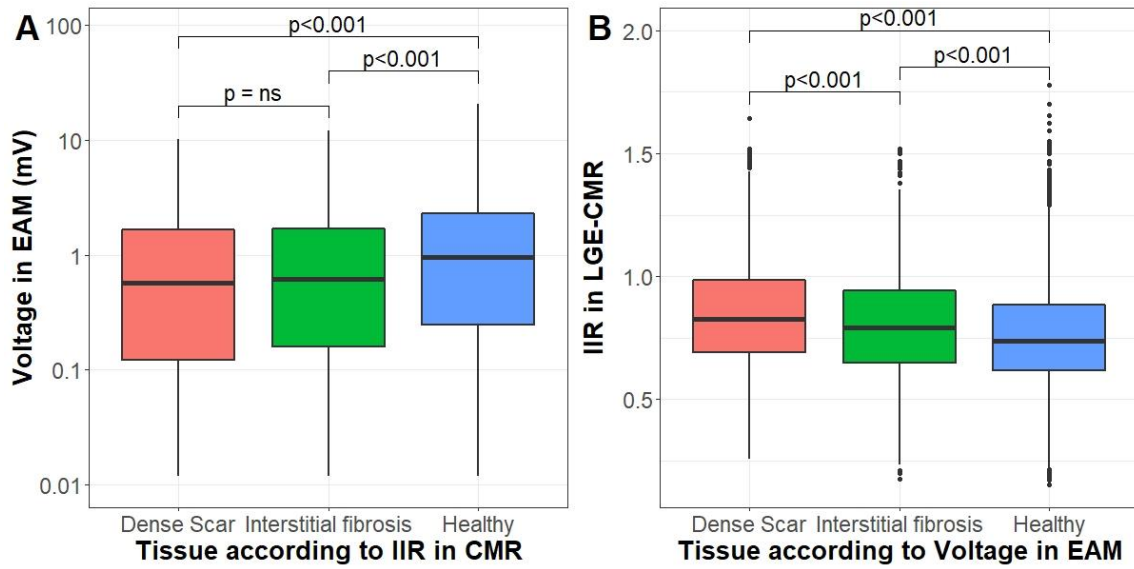 A
p<0.001
p<0.001
p = ns
100
10
1
0.1
0.01
Voltage in EAM (mV)
Dense Scar Interstitial fibrosis Healthy
Tissue according to IIR in CMR
B
p<0.001
p<0.001
p<0.001
2.0
1.5
1.0
0.5
IIR in LGE-CMR
Dense Scar Interstitial fibrosis Healthy
Tissue according to Voltage in EAM